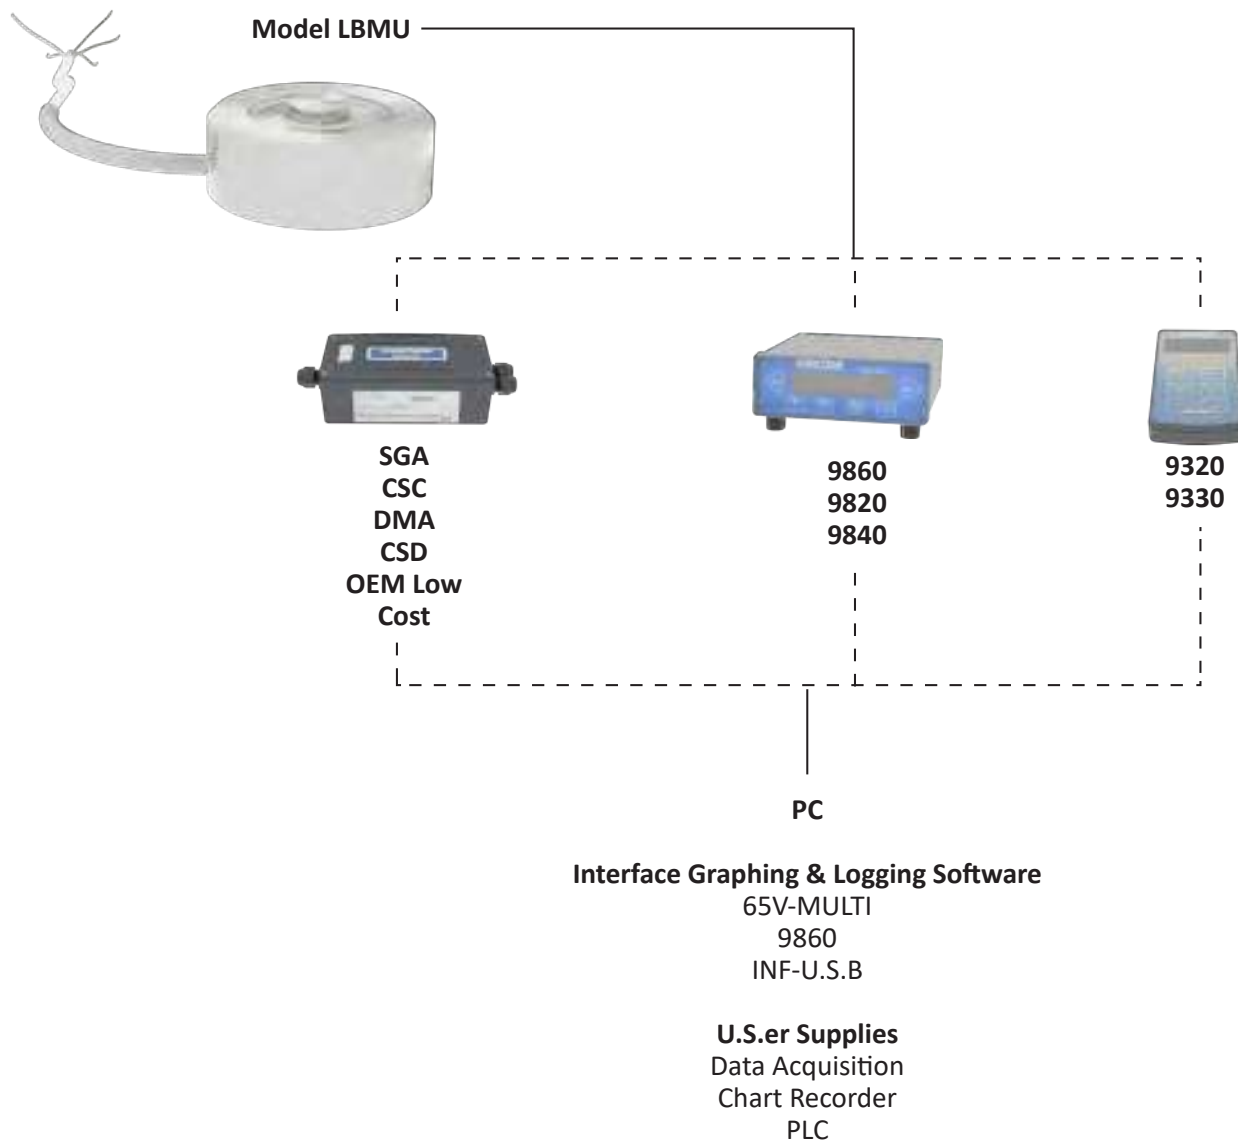 Model LBMU
SGA
CSC
DMA
CSD
OEM Low
Cost
9860
9820
9840
9320
9330
PC
Interface Graphing & Logging Software
65V-MULTI
9860
INF-U.S.B
U.S.er Supplies
Data Acquisition
Chart Recorder
PLC